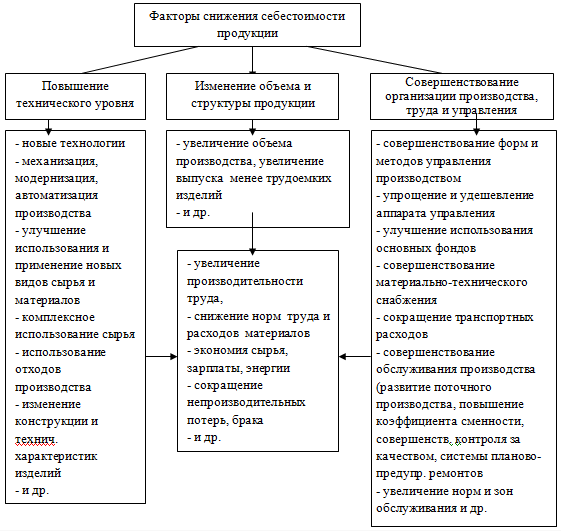 Факторы снижения себестоимости
продукции
Повышение
технического уровня
Изменение объема и
структуры продукции
Совершенствование
организации производства,
труда и управления
- новые технологии
- механизация,
модернизация,
автоматизация
производства
- улучшение
использования и
применение новых
видов сырья и
материалов
- комплексное
использование сырья
- использование
отходов
производства
- изменение
конструкции и
технич.
характеристик
изделий
- и др.
- увеличение объема
производства, увеличение
выпуска менее трудоемких
изделий
- и др.
- увеличение
производительности
труда,
- снижение норм труда и
расходов материалов
- экономия сырья,
зарплаты, энергии
- сокращение
непроизводительных
потерь, брака
- и др.
- совершенствование форм и
методов управления
производством
- упрощение и удешевление
аппарата управления
- улучшение использования
основных фондов
- совершенствование
материально-технического
снабжения
- сокращение транспортных
расходов
- совершенствование
обслуживания производства
(развитие поточного
производства, повышение
коэффициента сменности,
совершенств, контроля за
качеством, системы планово-
предупр. ремонтов
- увеличение норм и зон
обслуживания и др.